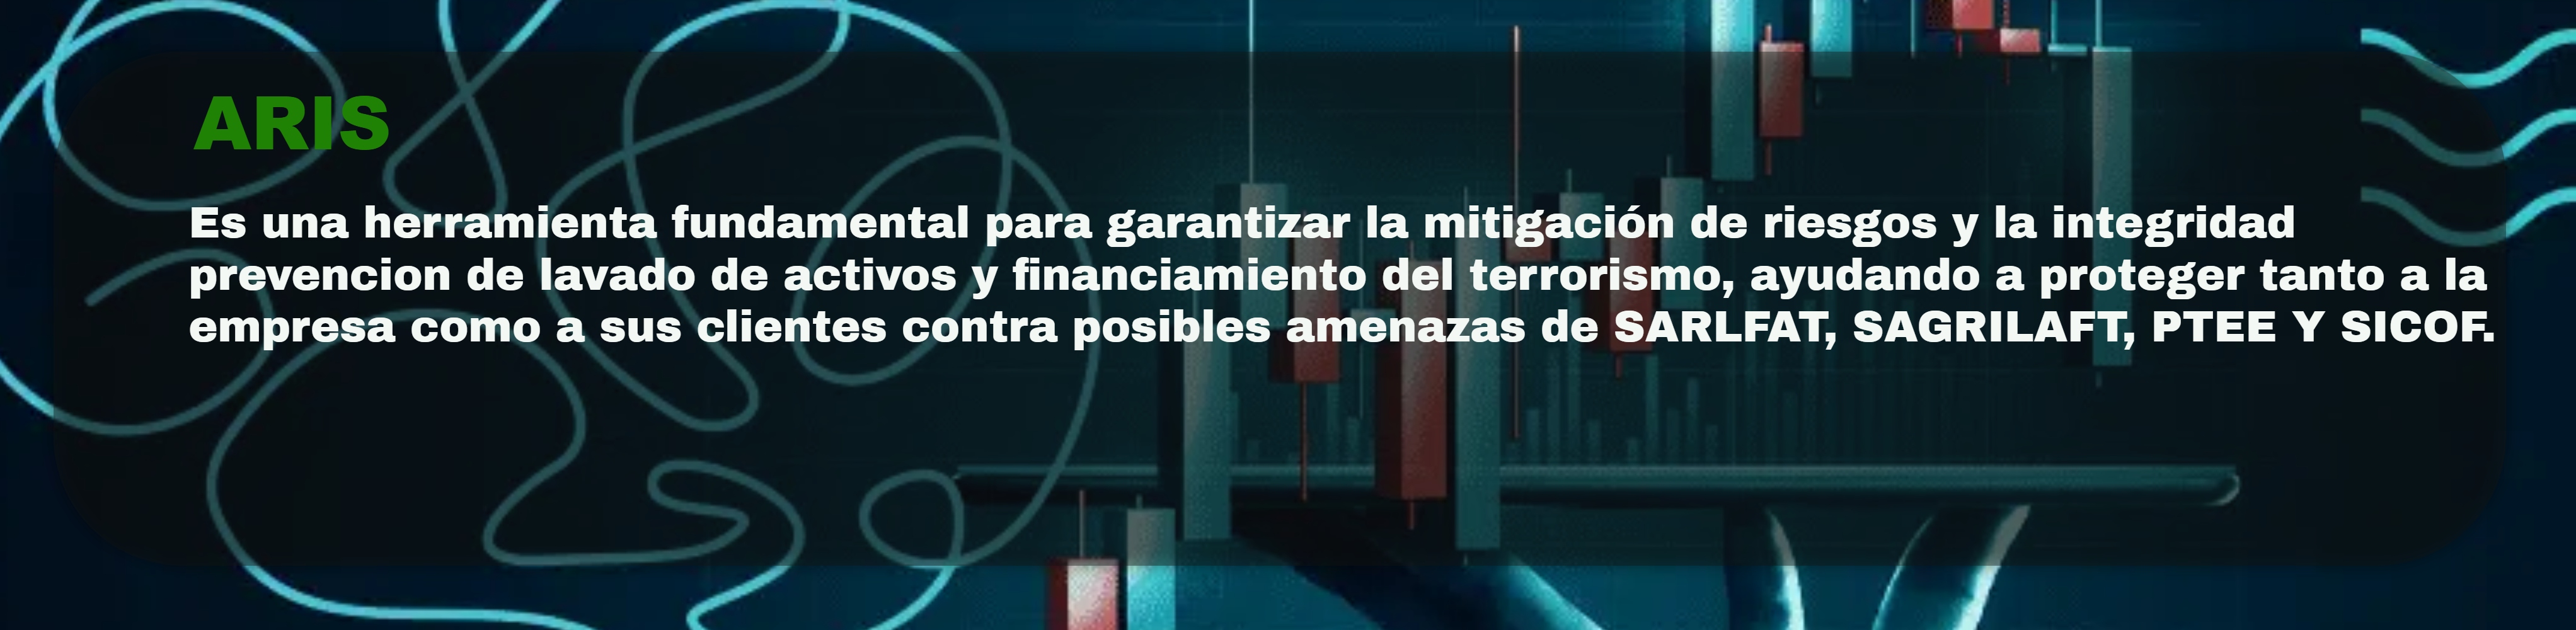 ARIS
Es una herramienta fundamental para garantizar la mitigación de riesgos y la integridad
prevencion de lavado de activos y financiamiento del terrorismo, ayudando a proteger tanto a la
empresa como a sus clientes contra posibles amenazas de SARLFAT, SAGRILAFT, PTEE Y SICOF.